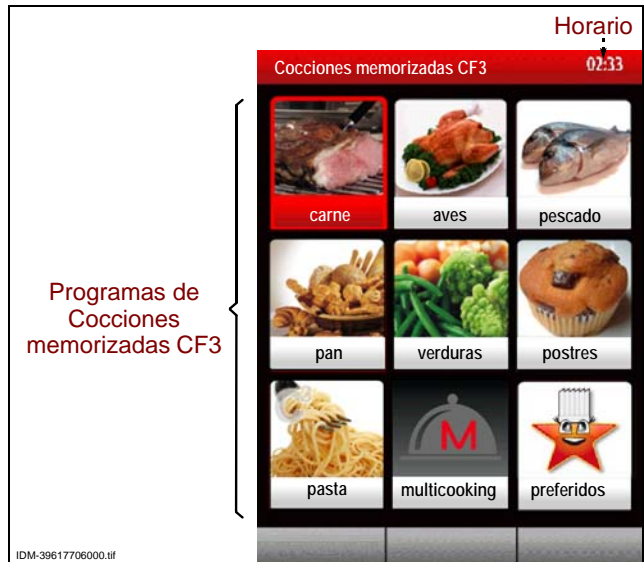 Horario
Cocciones memorizadas CF3
02:33
carne
aves
pescado
Programas de
Cocciones
memorizadas CF3
pan
verduras
postres
M
pasta
multicooking
preferidos
IDM-39617706000.tif